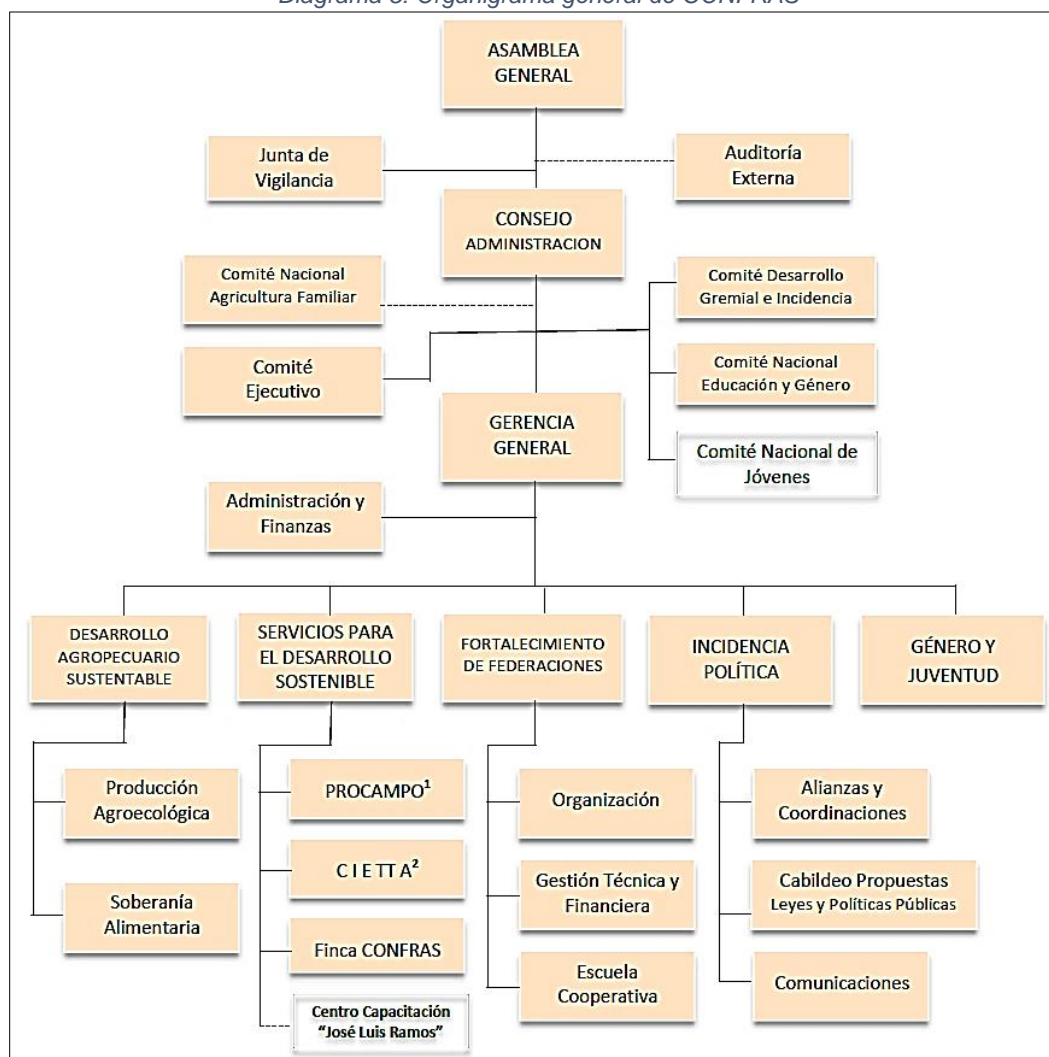 Diagrama 3. Organigrama general de CONFRAS
ASAMBLEA
GENERAL
Junta de
Vigilancia
Auditoría
Externa
CONSEJO
ADMINISTRACION
Comité Nacional
Agricultura Familiar
Comité Desarrollo
Gremial e Incidencia
Comité
Ejecutivo
Comité Nacional
Educación y Género
GERENCIA
GENERAL
Comité Nacional de
Jóvenes
Administración y
Finanzas
DESARROLLO
AGROPECUARIO
SUSTENTABLE
SERVICIOS PARA
EL DESARROLLO
SOSTENIBLE
FORTALECIMIENTO
DE FEDERACIONES
INCIDENCIA
POLÍTICA
GÉNERO Y
JUVENTUD
Producción
Agroecológica
Soberanía
Alimentaria
PROCAMPO¹
C I E TT A²
Finca CONFRAS
Centro Capacitación
“José Luis Ramos”
Organización
Gestión Técnica y
Financiera
Escuela
Cooperativa
Alianzas y
Coordinaciones
Cabildeo Propuestas
Leyes y Políticas Públicas
Comunicaciones